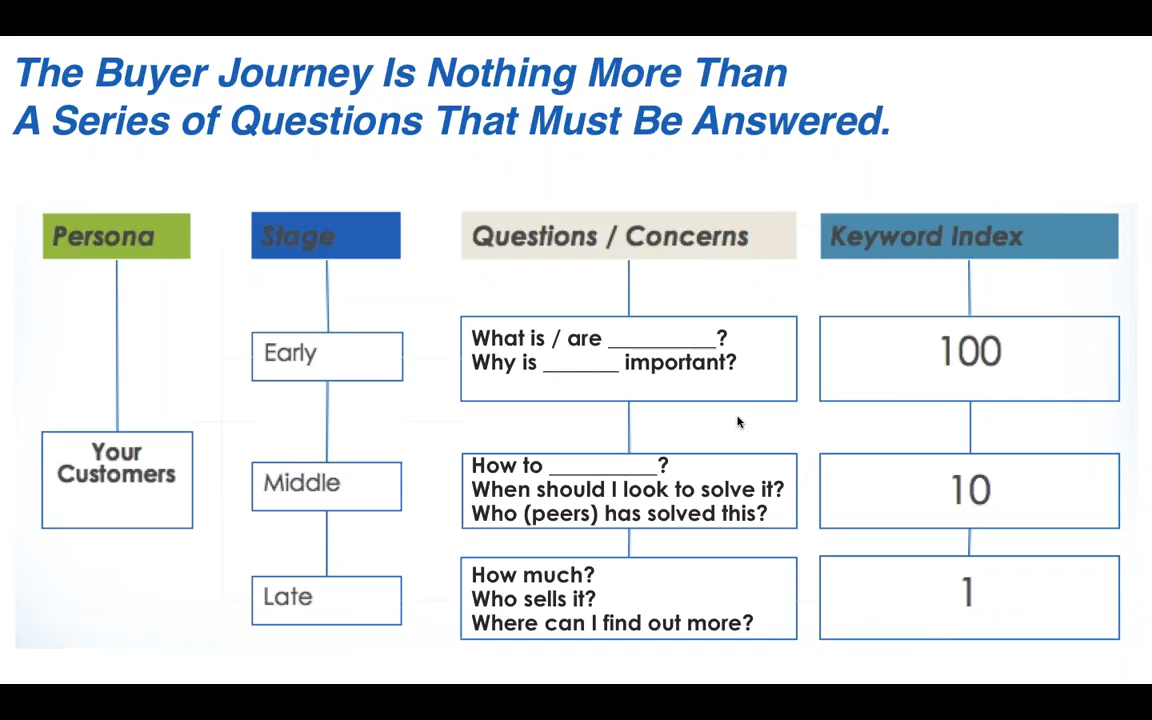 The Buyer Journey Is Nothing More Than
A Series of Questions That Must Be Answered.
Persona
Stage
Questions / Concerns
Keyword Index
Your
Customers
Early
What is / are __________?
Why is _______ important?
100
Middle
How to __________?
When should I look to solve it?
Who (peers) has solved this?
10
Late
How much?
Who sells it?
Where can I find out more?
1